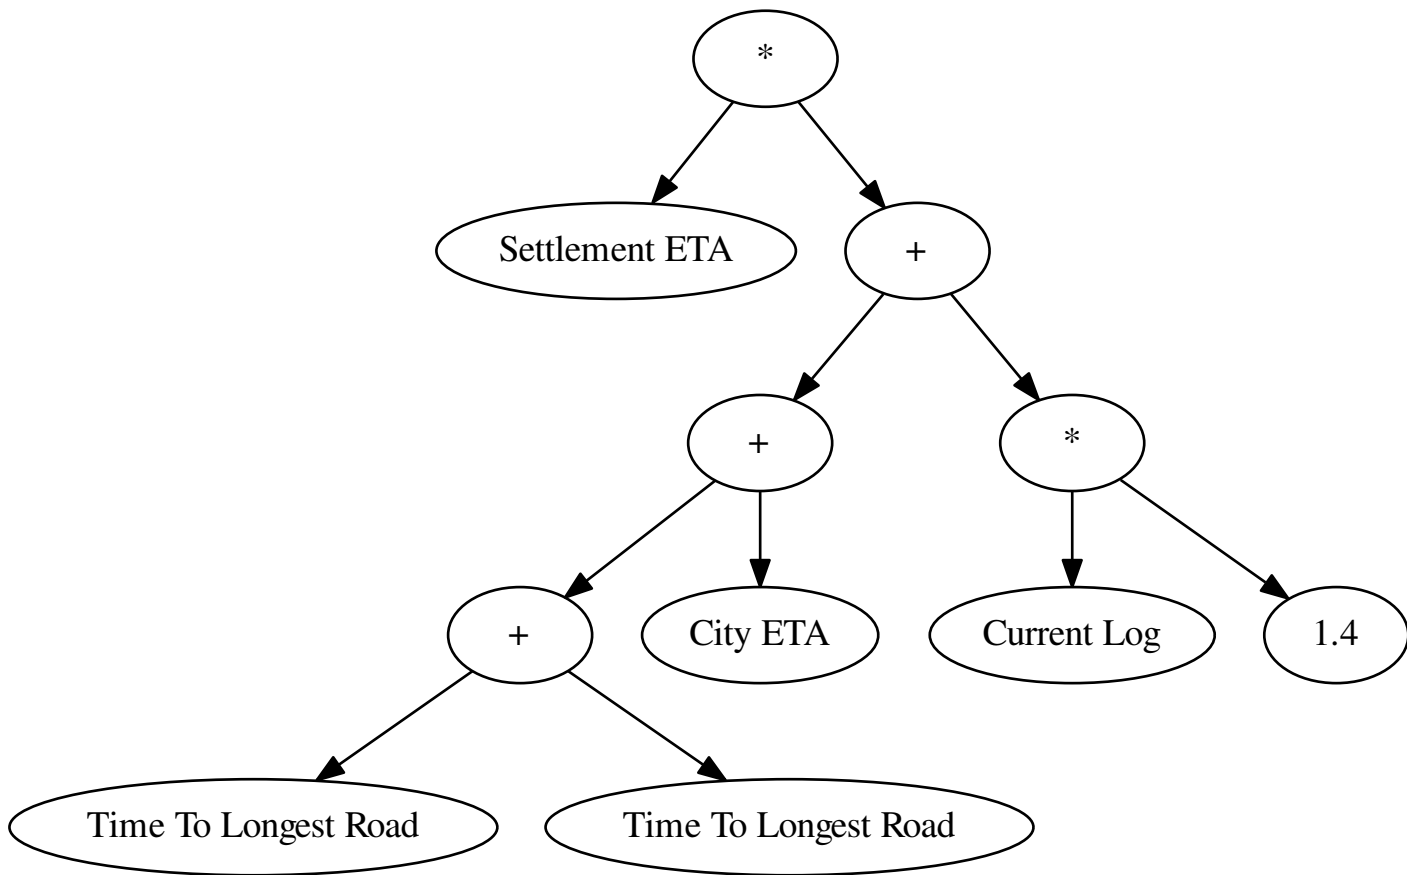 *
Settlement ETA
+
+
*
+
City ETA
Current Log
1.4
Time To Longest Road
Time To Longest Road